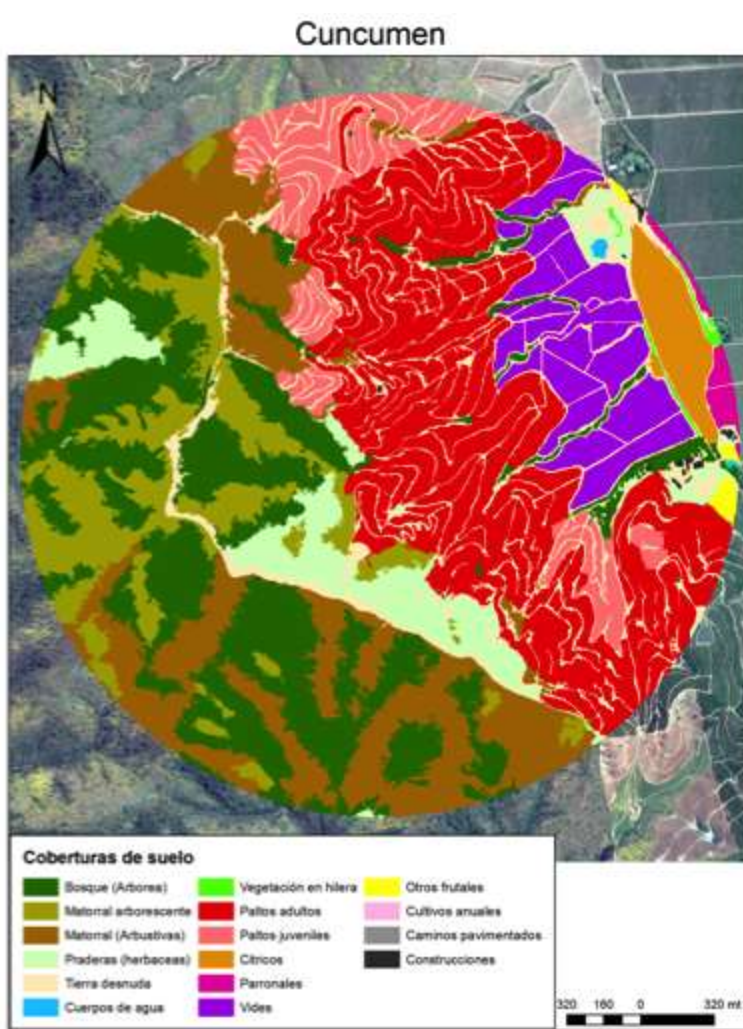 Cuncumen
N
Coberturas de suelo
Bosque (Arborea)
Matorral arborescente
Matorral (Arbustivas)
Praderas (herbaceas)
Tierra desnuda
Cuerpos de agua
Vegetación en hilera
Paltos adultos
Paltos juveniles
Citricos
Parronales
Vides
Otros frutales
Cultivos anuales
Caminos pavimentados
Construcciones
320 160 0 320 mt